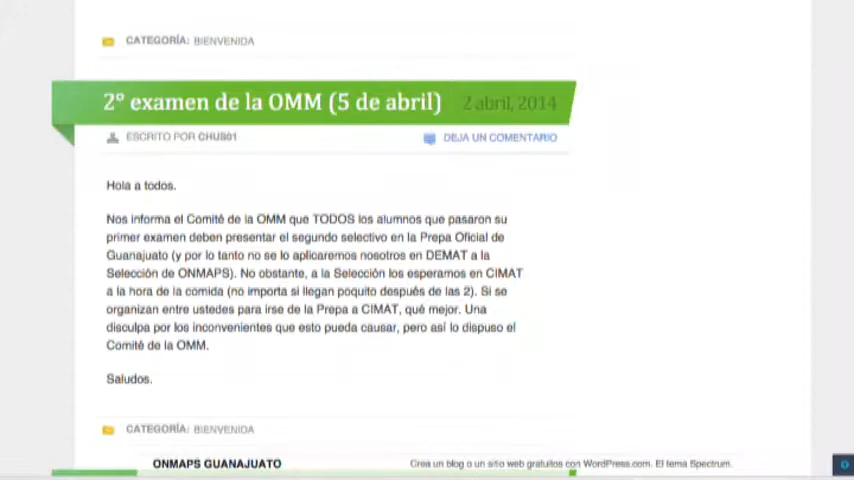 CATEGORÍA: BIENVENIDA
2° examen de la OMM (5 de abril) 2 abril, 2014
ESCRITO POR CHUS01 DEJA UN COMENTARIO
Hola a todos.
Nos informa el Comité de la OMM que TODOS los alumnos que pasaron su
primer examen deben presentar el segundo selectivo en la Prepa Oficial de
Guanajuato (y por lo tanto no se lo aplicaremos nosotros en DEMAT a la
Selección de ONMAPS). No obstante, a la Selección los esperamos en CIMAT
a la hora de la comida (no importa si llegan poquito después de las 2). Si se
organizan entre ustedes para irse de la Prepa a CIMAT, qué mejor. Una
disculpa por los inconvenientes que esto pueda causar, pero así lo dispuso el
Comité de la OMM.
Saludos.
CATEGORÍA: BIENVENIDA
ONMAPS GUANAJUATO Crea un blog o un sitio web gratuitos con WordPress.com. El tema Spectrum.